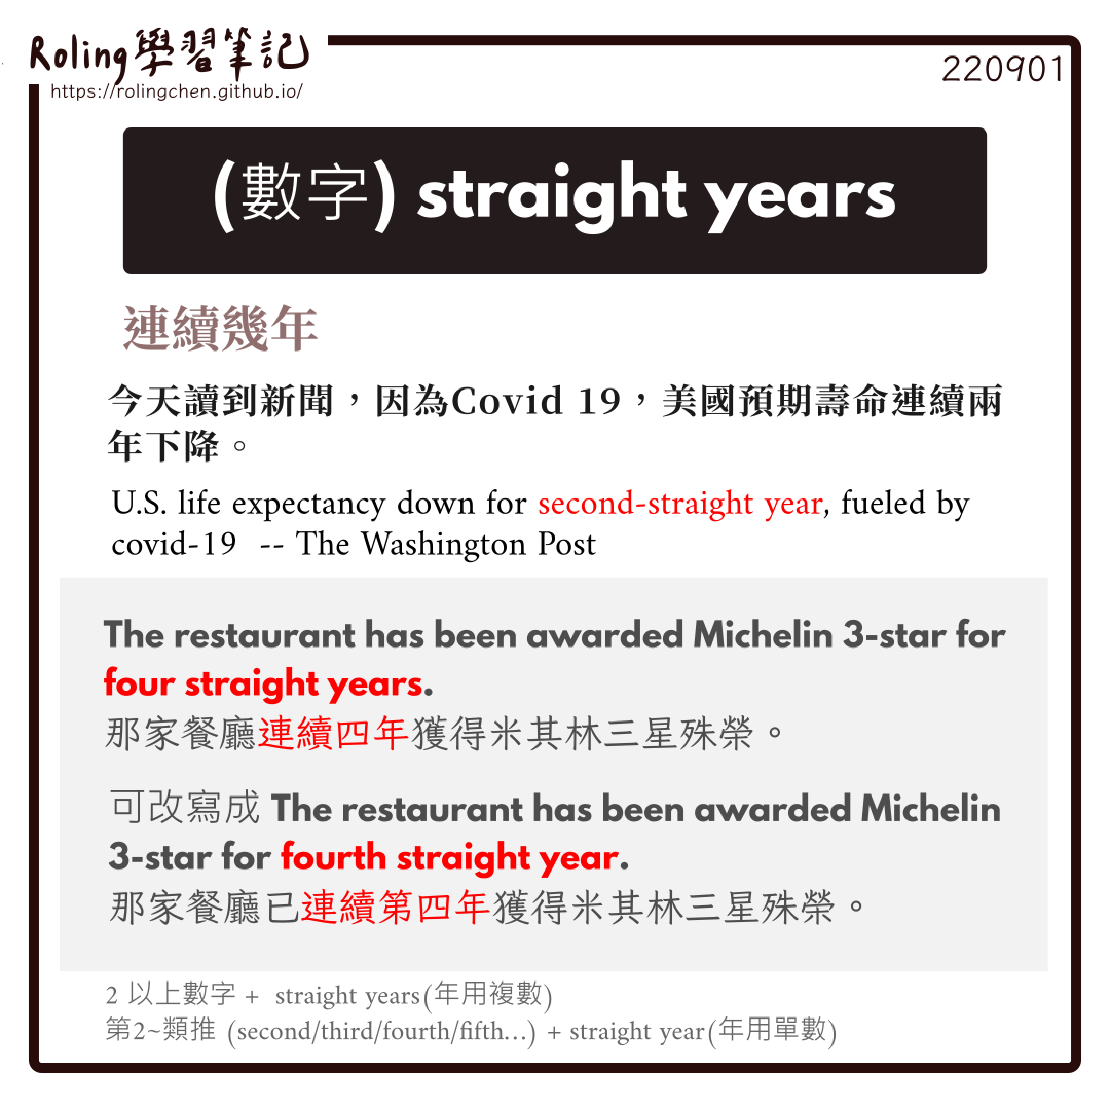 Roling學習筆記
https://rolingchen.github.io/
220901
(數字) straight years
連續幾年
今天讀到新聞，因為Covid 19，美國預期壽命連續兩
年下降。
U.S. life expectancy down for second-straight year, fueled by
covid-19 -- The Washington Post
The restaurant has been awarded Michelin 3-star for
four straight years.
那家餐廳連續四年獲得米其林三星殊榮。
可改寫成 The restaurant has been awarded Michelin
3-star for fourth straight year.
那家餐廳已連續第四年獲得米其林三星殊榮。
2 以上數字 + straight years(年用複數)
第2~類推 (second/third/fourth/fifth...) + straight year(年用單數)